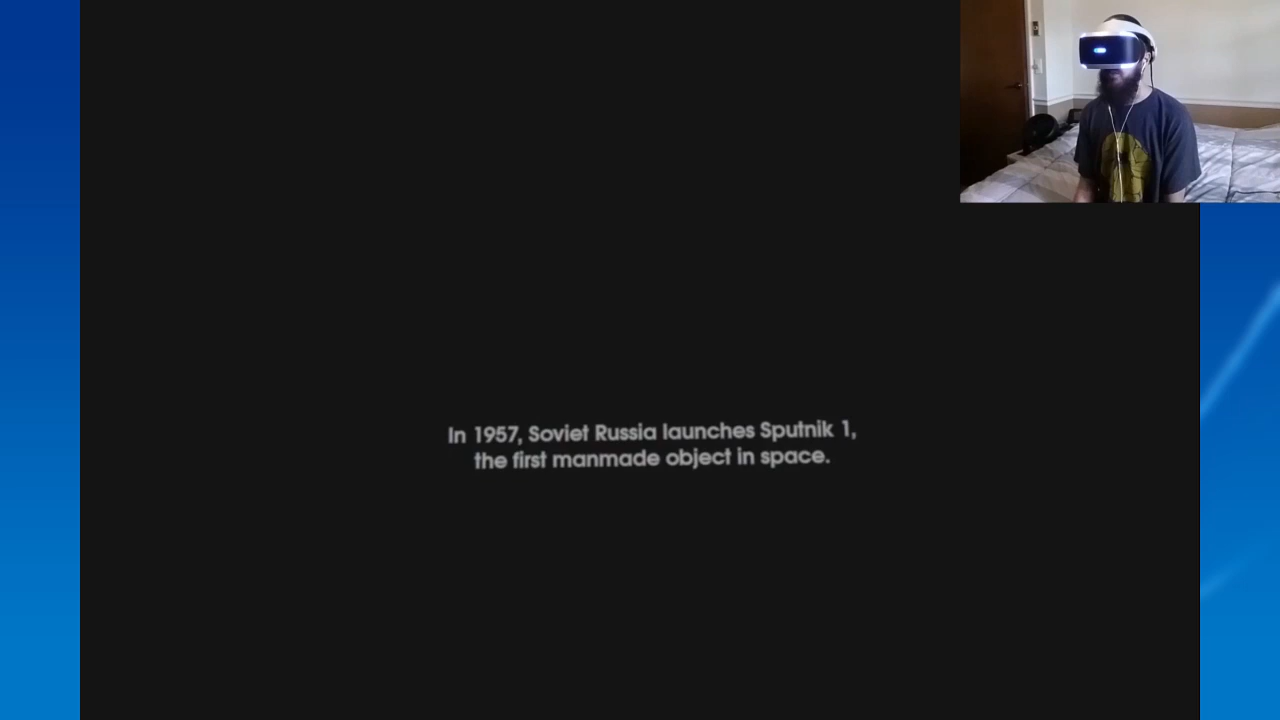 In 1957, Soviet Russia launches Sputnik 1,
the first manmade object in space.